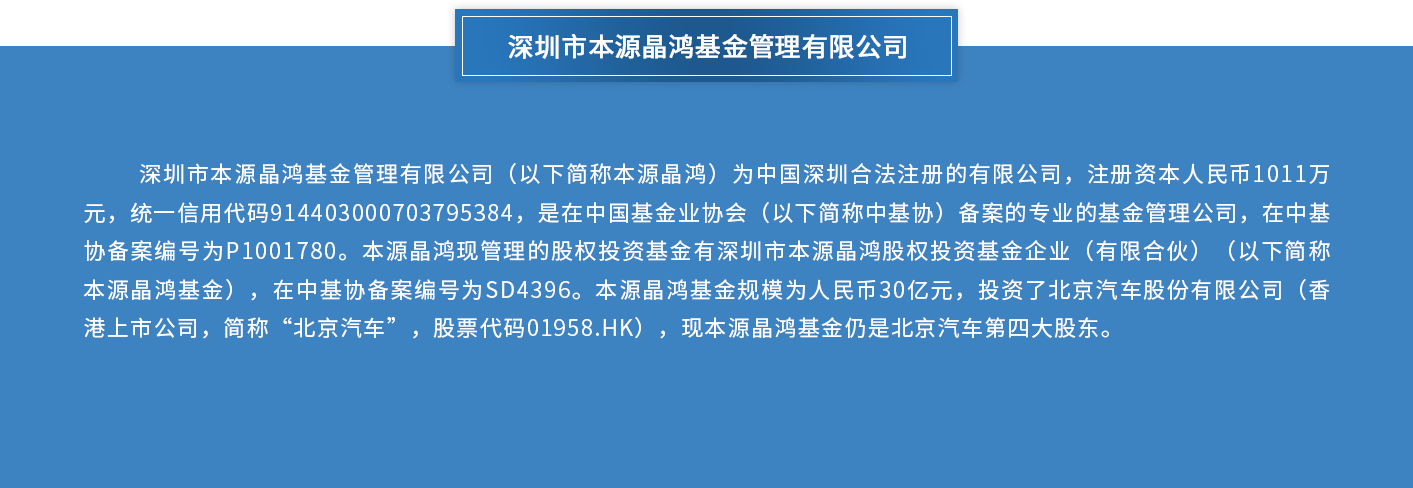 深圳市本源晶鸿基金管理有限公司
深圳市本源晶鸿基金管理有限公司（以下简称本源晶鸿）为中国深圳合法注册的有限公司，注册资本人民币1011万
元，统一信用代码914403000703795384，是在中国基金业协会（以下简称中基协）备案的专业的基金管理公司，在中基
协备案编号为P1001780。本源晶鸿现管理的股权投资基金有深圳市本源晶鸿股权投资基金企业（有限合伙）（以下简称
本源晶鸿基金），在中基协备案编号为SD4396。本源晶鸿基金规模为人民币30亿元，投资了北京汽车股份有限公司（香
港上市公司，简称“北京汽车”，股票代码01958.HK），现本源晶鸿基金仍是北京汽车第四大股东。